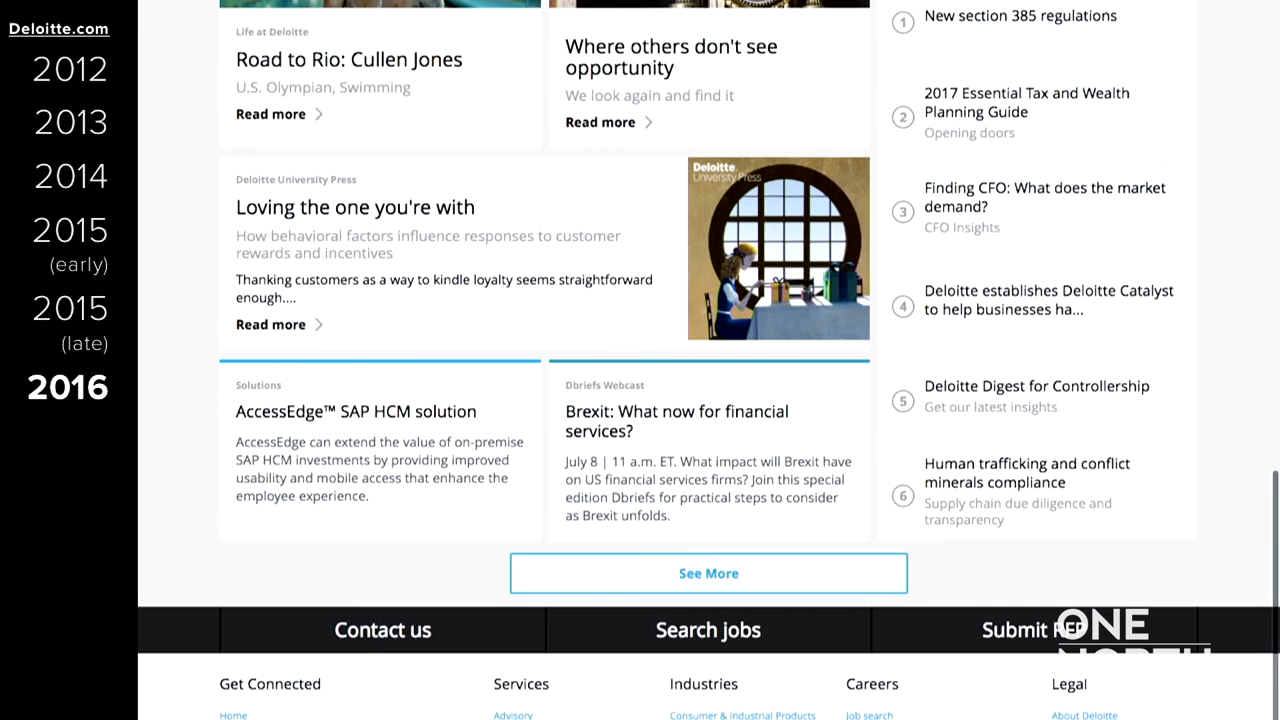 Deloitte.com
2012
2013
2014
2015
(early)
2015
(late)
2016
Life at Deloitte
Road to Rio: Cullen Jones
U.S. Olympian, Swimming
Read more
Where others don't see
opportunity
We look again and find it
Read more
Deloitte University Press
Loving the one you're with
How behavioral factors influence responses to customer
rewards and incentives
Thanking customers as a way to kindle loyalty seems straightforward
enough....
Read more
Deloitte
University Press
Solutions
AccessEdge™ SAP HCM solution
AccessEdge can extend the value of on-premise
SAP HCM investments by providing improved
usability and mobile access that enhance the
employee experience.
Dbriefs Webcast
Brexit: What now for financial
services?
July 8 | 11 a.m. ET. What impact will Brexit have
on US financial services firms? Join this special
edition Dbriefs for practical steps to consider
as Brexit unfolds.
1
New section 385 regulations
2
2017 Essential Tax and Wealth
Planning Guide
Opening doors
3
Finding CFO: What does the market
demand?
CFO Insights
4
Deloitte establishes Deloitte Catalyst
to help businesses ha...
5
Deloitte Digest for Controllership
Get our latest insights
6
Human trafficking and conflict
minerals compliance
Supply chain due diligence and
transparency
See More
Contact us
Search jobs
Submit RFP
ONE
NORTH
Get Connected
Services
Industries
Careers
Legal
Home
Advisory
Consumer & Industrial Products
Job search
About Deloitte